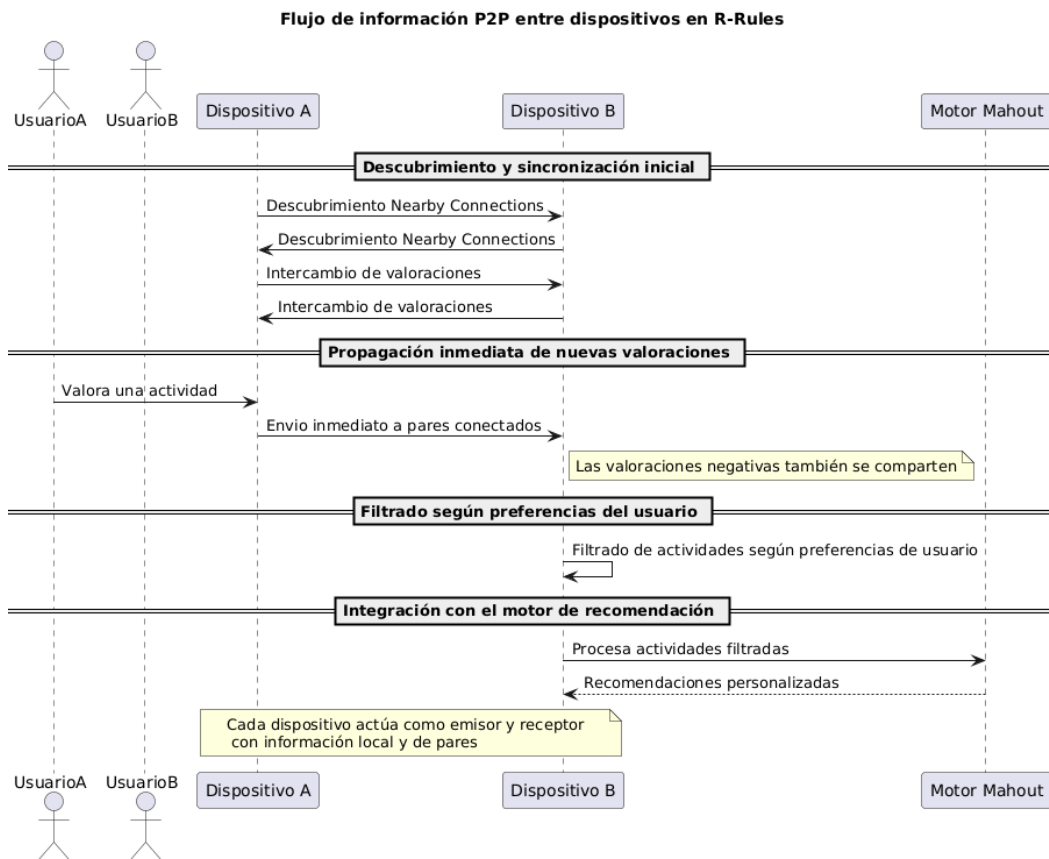 Flujo de información P2P entre dispositivos en R-Rules
UsuarioA
UsuarioB
Dispositivo A
Dispositivo B
Motor Mahout
Descubrimiento y sincronización inicial
Descubrimiento Nearby Connections
Descubrimiento Nearby Connections
Intercambio de valoraciones
Intercambio de valoraciones
Propagación inmediata de nuevas valoraciones
Valora una actividad
Envio inmediato a pares conectados
Las valoraciones negativas también se comparten
Filtrado según preferencias del usuario
Filtrado de actividades según preferencias de usuario
Integración con el motor de recomendación
Procesa actividades filtradas
Recomendaciones personalizadas
Cada dispositivo actúa como emisor y receptor
con información local y de pares
UsuarioA
UsuarioB
Dispositivo A
Dispositivo B
Motor Mahout